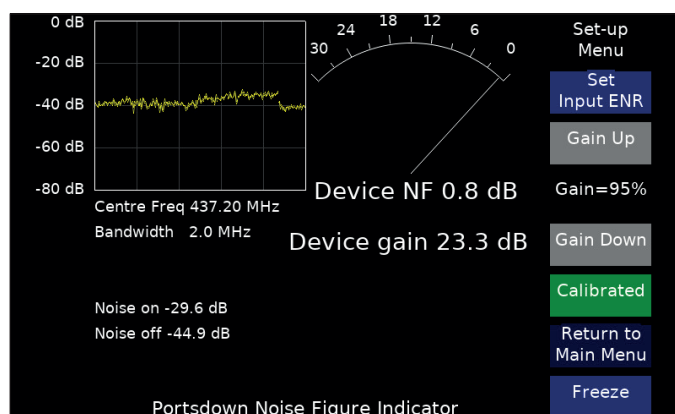 0 dB
-20 dB
-40 dB
-60 dB
-80 dB
30
24
18
12
6
0
Device NF 0.8 dB
Centre Freq 437.20 MHz
Bandwidth 2.0 MHz
Device gain 23.3 dB
Noise on -29.6 dB
Noise off -44.9 dB
Portsdown Noise Figure Indicator
Set-up
Menu
Set
Input ENR
Gain Up
Gain=95%
Gain Down
Calibrated
Return to
Main Menu
Freeze